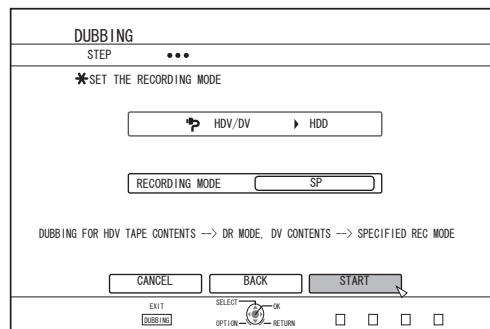 DUBBING
STEP
SET THE RECORDING MODE
HDV/DV HDD
RECORDING MODE SP
DUBBING FOR HDV TAPE CONTENTS --> DR MODE, DV CONTENTS --> SPECIFIED REC MODE
CANCEL BACK START
EXIT SELECT OK
DUBBING OPTION RETURN